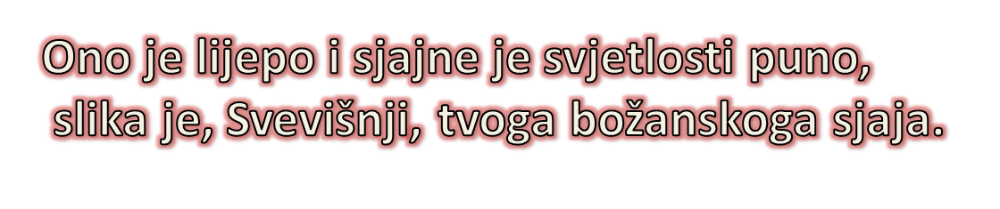 Ono je lijepo i sjajne je svjetlosti puno,
slika je, Svevišnji, tvoga božanskoga sjaja.